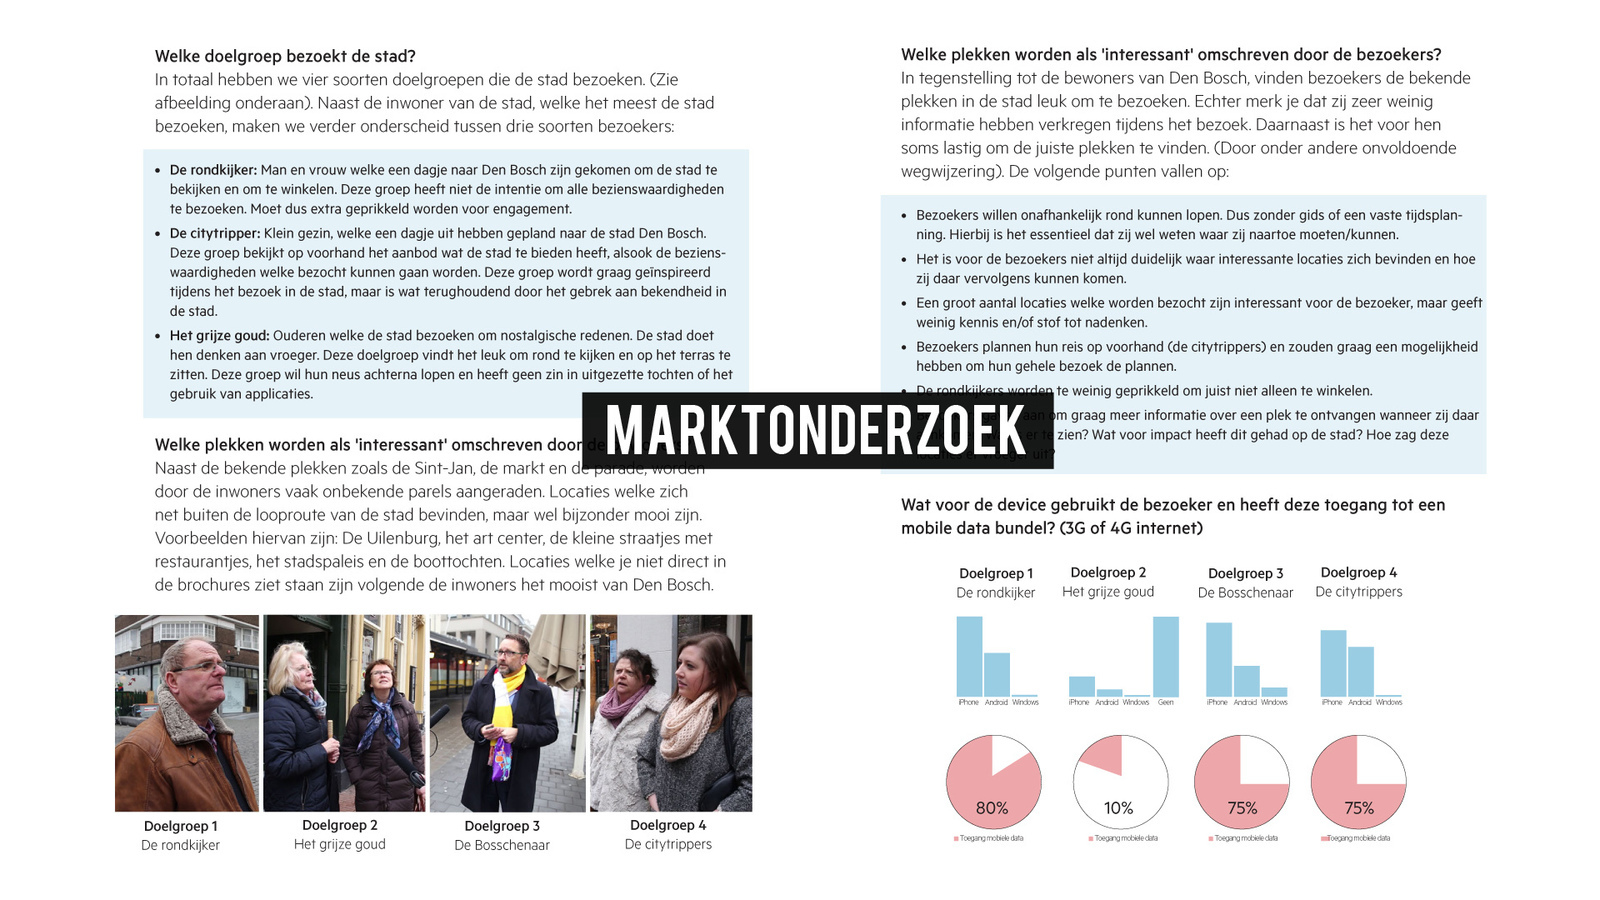 Welke doelgroep bezoekt de stad?
In totaal hebben we vier soorten doelgroepen die de stad bezoeken. (Zie
afbeelding onderaan). Naast de inwoner van de stad, welke het meest de stad
bezoeken, maken we verder onderscheid tussen drie soorten bezoekers:
• De rondkijker: Man en vrouw welke een dagje naar Den Bosch zijn gekomen om de stad te
bekijken en om te winkelen. Deze groep heeft niet de intentie om alle bezienswaardigheden
te bezoeken. Moet dus extra geprikkeld worden voor engagement.
• De citytripper: Klein gezin, welke een dagje uit hebben gepland naar de stad Den Bosch.
Deze groep bekijkt op voorhand het aanbod wat de stad te bieden heeft, alsook de beziens-
waardigheden welke bezocht kunnen gaan worden. Deze groep wordt graag geïnspireerd
tijdens het bezoek in de stad, maar is wat terughoudend door het gebrek aan bekendheid in
de stad.
• Het grijze goud: Ouderen welke de stad bezoeken om nostalgische redenen. De stad doet
hen denken aan vroeger. Deze doelgroep vindt het leuk om rond te kijken en op het terras te
zitten. Deze groep wil hun neus achterna lopen en heeft geen zin in uitgezette tochten of het
gebruik van applicaties.
Welke plekken worden als 'interessant' omschreven door
Naast de bekende plekken zoals de Sint-Jan, de markt en de parade, worden
door de inwoners vaak onbekende parels aangeraden. Locaties welke zich
net buiten de looproute van de stad bevinden, maar wel bijzonder mooi zijn.
Voorbeelden hiervan zijn: De Uilenburg, het art center, de kleine straatjes met
restaurantjes, het stadspaleis en de boottochten. Locaties welke je niet direct in
de brochures ziet staan zijn volgende de inwoners het mooist van Den Bosch.
Doelgroep 1
De rondkijker
Doelgroep 2
Het grijze goud
Doelgroep 3
De Bosschenaar
Doelgroep 4
De citytrippers
MARKTONDERZOEK
Welke plekken worden als 'interessant' omschreven door de bezoekers?
In tegenstelling tot de bewoners van Den Bosch, vinden bezoekers de bekende
plekken in de stad leuk om te bezoeken. Echter merk je dat zij zeer weinig
informatie hebben verkregen tijdens het bezoek. Daarnaast is het voor hen
soms lastig om de juiste plekken te vinden. (Door onder andere onvoldoende
wegwijzering). De volgende punten vallen op:
• Bezoekers willen onafhankelijk rond kunnen lopen. Dus zonder gids of een vaste tijdsplan-
ning. Hierbij is het essentieel dat zij wel weten waar zij naartoe moeten/kunnen.
• Het is voor de bezoekers niet altijd duidelijk waar interessante locaties zich bevinden en hoe
zij daar vervolgens kunnen komen.
• Een groot aantal locaties welke worden bezocht zijn interessant voor de bezoeker, maar geeft
weinig kennis en/of stof tot nadenken.
• Bezoekers plannen hun reis op voorhand (de citytrippers) en zouden graag een mogelijkheid
hebben om hun gehele bezoek de plannen.
• De rondkijkers worden te weinig geprikkeld om juist niet alleen te winkelen.
om graag meer informatie over een plek te ontvangen wanneer zij daar
zien? Wat voor impact heeft dit gehad op de stad? Hoe zag deze
Wat voor de device gebruikt de bezoeker en heeft deze toegang tot een
mobile data bundel? (3G of 4G internet)
Doelgroep 1
De rondkijker
Doelgroep 2
Het grijze goud
Doelgroep 3
De Bosschenaar
Doelgroep 4
De citytrippers
iPhone Android Windows
iPhone Android Windows Geen
iPhone Android Windows
iPhone Android Windows
80%
10%
75%
75%
Toegang mobiele data
Toegang mobiele data
Toegang mobiele data
Toegang mobiele data